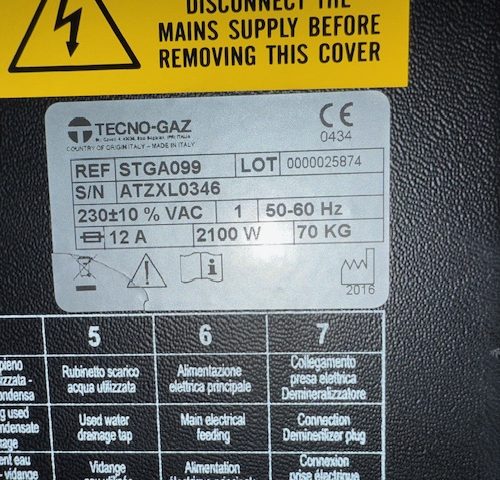 DISCONNECT THE
MAINS SUPPLY BEFORE
REMOVING THIS COVER
TECNO-GAZ
COUNTRY OF ORIGIN ITALY - MADE IN ITALY
CE
0434
REF STGA099 LOT 0000025874
S/N ATZXL0346
230±10 % VAC 1 50-60 Hz
12 A 2100 W 70 KG
2016
5 6 7
Rubinetto scarico
acqua utilizzata
Alimentazione
elettrica principale
Collegamento
presa elettrica
Demineralizzatore
Used water
drainage tap
Main electrical
feeding
Connection
Deminerilizer plug
Vidange
Alimentation
Connexion
prise électrique